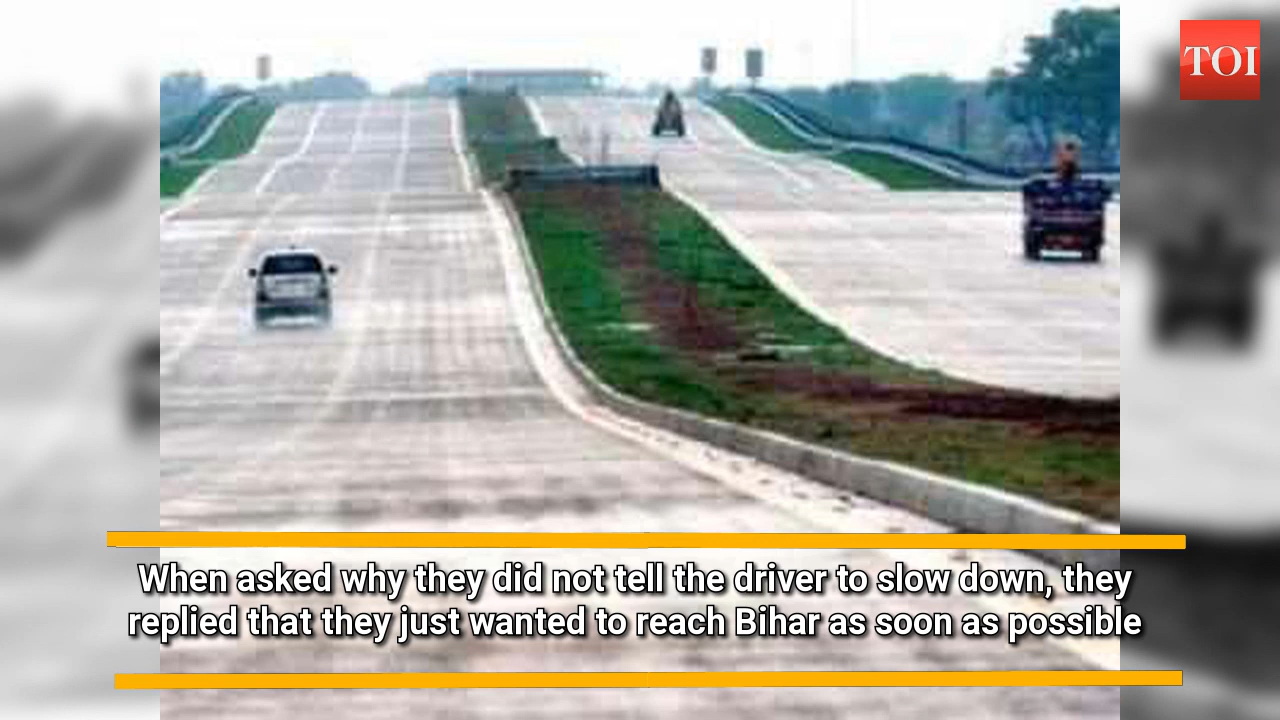 TOI
When asked why they did not tell the driver to slow down, they
replied that they just wanted to reach Bihar as soon as possible